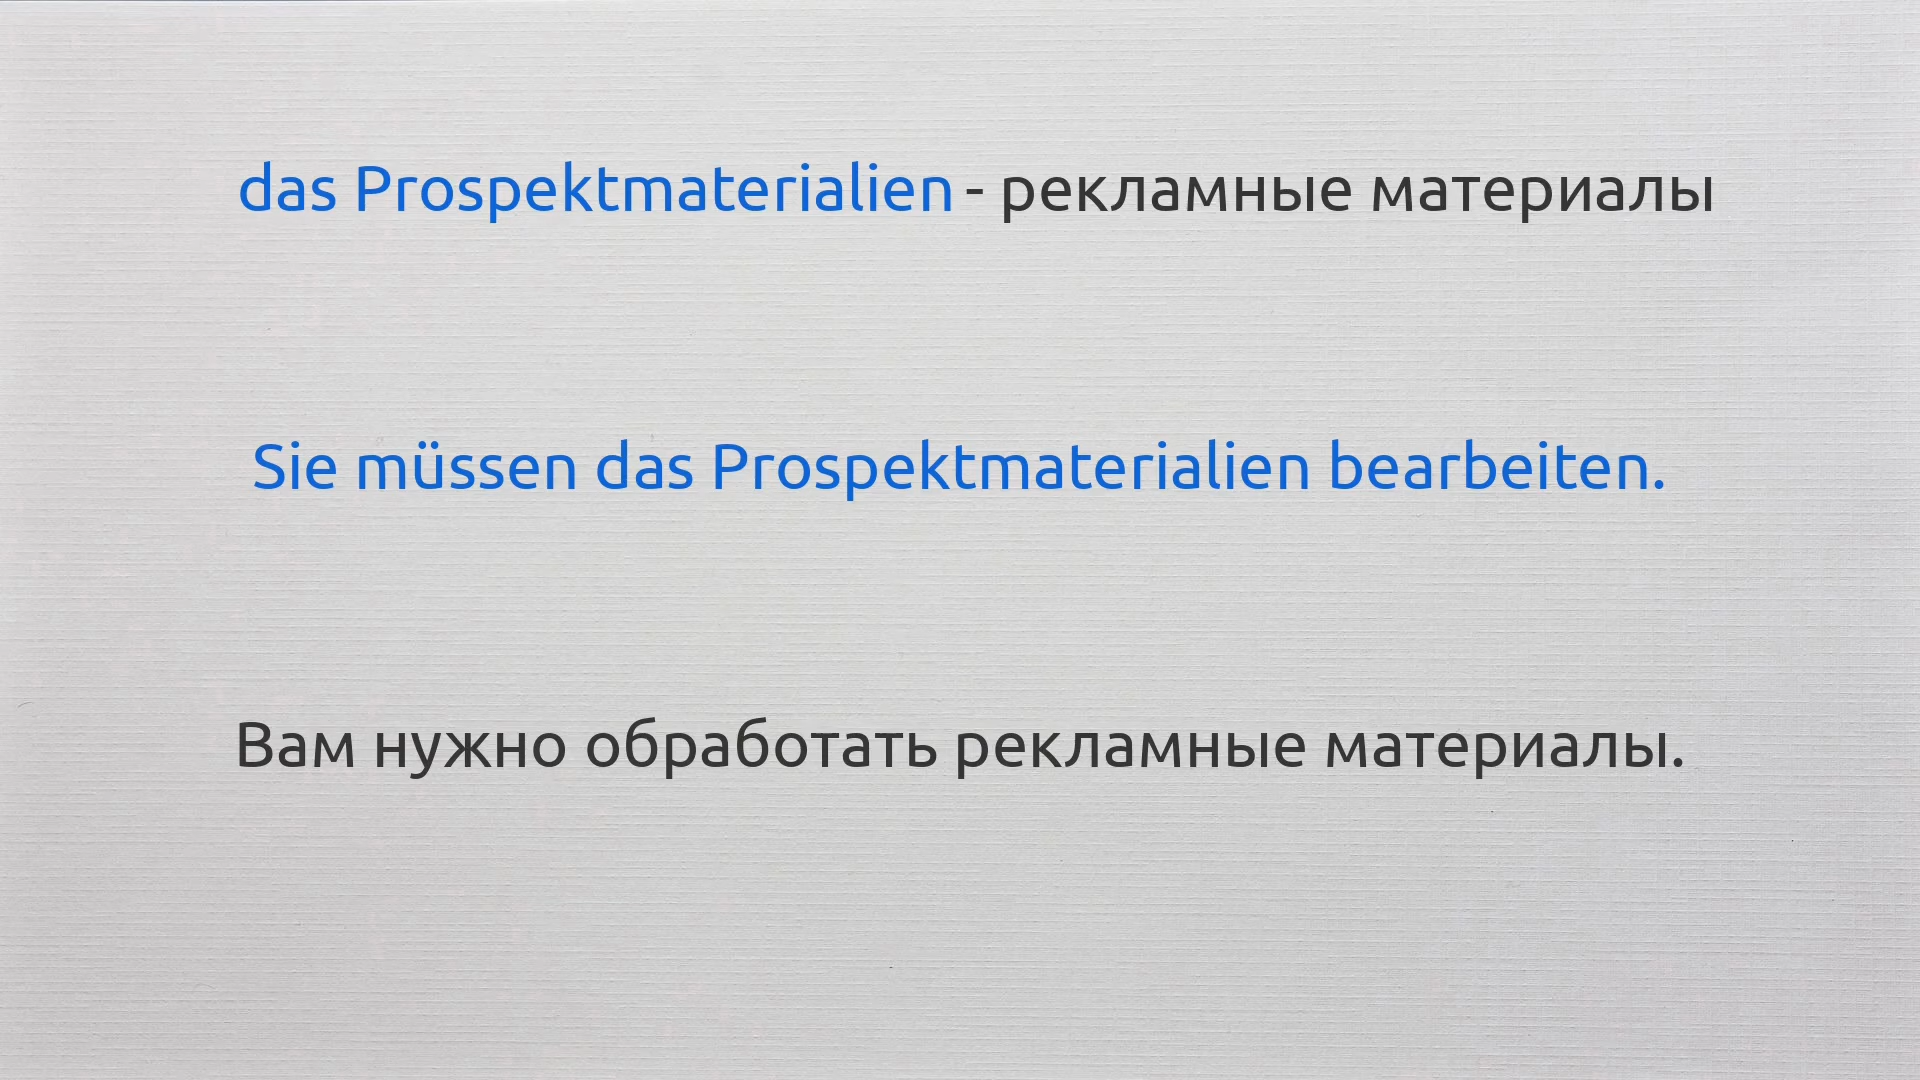 das Prospektmaterialien - рекламные материалы
Sie müssen das Prospektmaterialien bearbeiten.
Вам нужно обработать рекламные материалы.